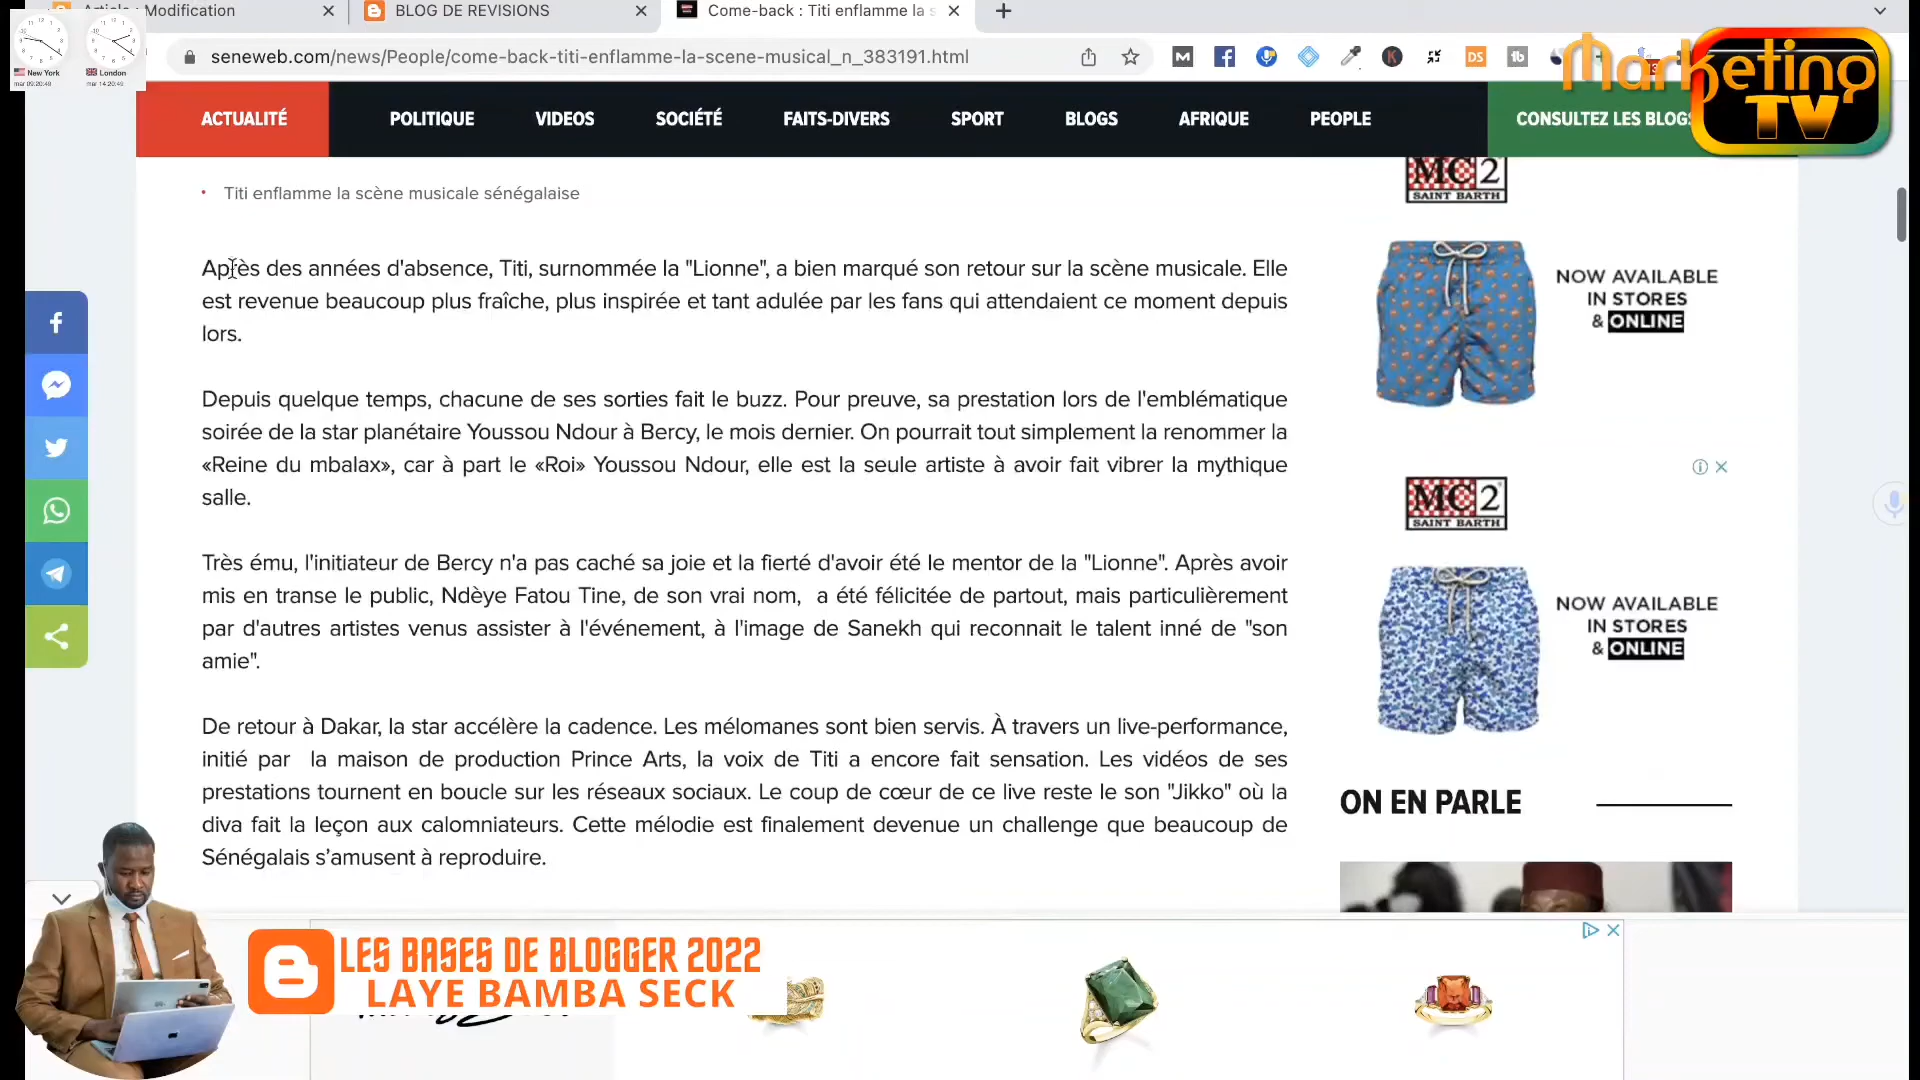 Article : Modification
BLOG DE REVISIONS
Come-back : Titi enflamme la s
seneweb.com/news/People/come-back-titi-enflamme-la-scene-musical_n_383191.html
New York
London
mar 09:20:49
mar 14:20:49
Marketing
TV
ACTUALITÉ
POLITIQUE
VIDEOS
SOCIÉTÉ
FAITS-DIVERS
SPORT
BLOGS
AFRIQUE
PEOPLE
CONSULTEZ LES BLOGS
• Titi enflamme la scène musicale sénégalaise
Après des années d'absence, Titi, surnommée la "Lionne", a bien marqué son retour sur la scène musicale. Elle
est revenue beaucoup plus fraîche, plus inspirée et tant adulée par les fans qui attendaient ce moment depuis
lors.
Depuis quelque temps, chacune de ses sorties fait le buzz. Pour preuve, sa prestation lors de l'emblématique
soirée de la star planétaire Youssou Ndour à Bercy, le mois dernier. On pourrait tout simplement la renommer la
«Reine du mbalax», car à part le «Roi» Youssou Ndour, elle est la seule artiste à avoir fait vibrer la mythique
salle.
Très ému, l'initiateur de Bercy n'a pas caché sa joie et la fierté d'avoir été le mentor de la "Lionne". Après avoir
mis en transe le public, Ndèye Fatou Tine, de son vrai nom,  a été félicitée de partout, mais particulièrement
par d'autres artistes venus assister à l'événement, à l'image de Sanekh qui reconnait le talent inné de "son
amie".
De retour à Dakar, la star accélère la cadence. Les mélomanes sont bien servis. À travers un live-performance,
initié par  la maison de production Prince Arts, la voix de Titi a encore fait sensation. Les vidéos de ses
prestations tournent en boucle sur les réseaux sociaux. Le coup de cœur de ce live reste le son "Jikko" où la
diva fait la leçon aux calomniateurs. Cette mélodie est finalement devenue un challenge que beaucoup de
Sénégalais s’amusent à reproduire.
MC2
SAINT BARTH
NOW AVAILABLE
IN STORES
& ONLINE
MC2
SAINT BARTH
NOW AVAILABLE
IN STORES
& ONLINE
ON EN PARLE
LES BASES DE BLOGGER 2022
LAYE BAMBA SECK